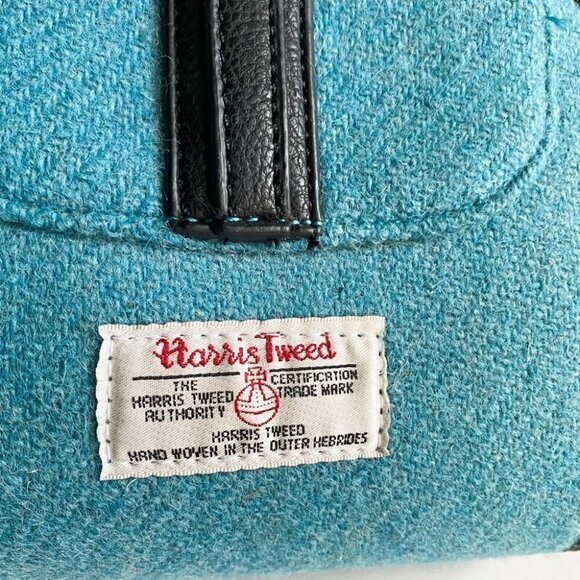 Harris Tweed
THE CERTIFICATION
HARRIS TWEED TRADE MARK
AUTHORITY
HARRIS TWEED
HAND WOVEN IN THE OUTER HEBRIDES